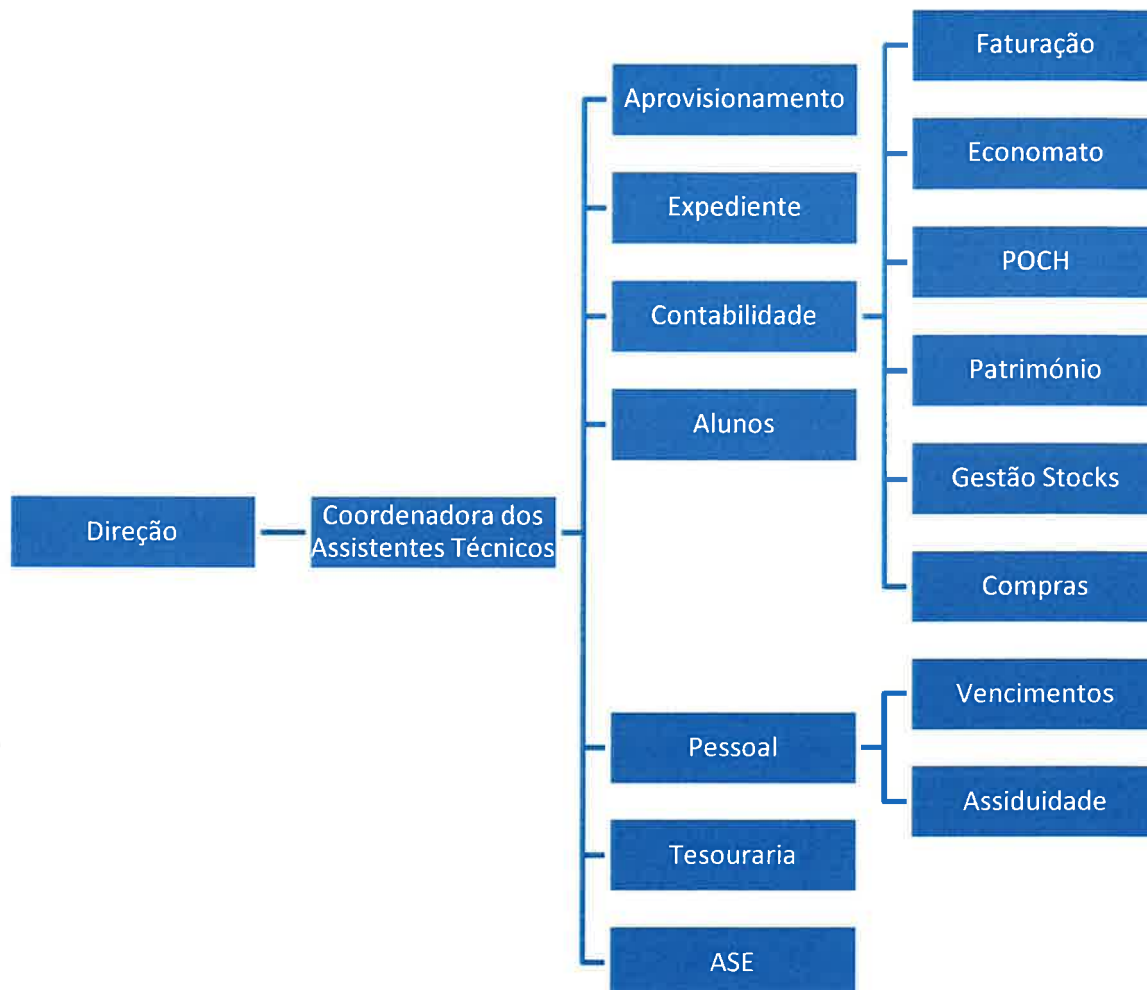 Direção
Coordenadora dos
Assistentes Técnicos
Aprovisionamento
Expediente
Contabilidade
Faturação
Economato
POCH
Património
Gestão Stocks
Compras
Alunos
Pessoal
Vencimentos
Assiduidade
Tesouraria
ASE